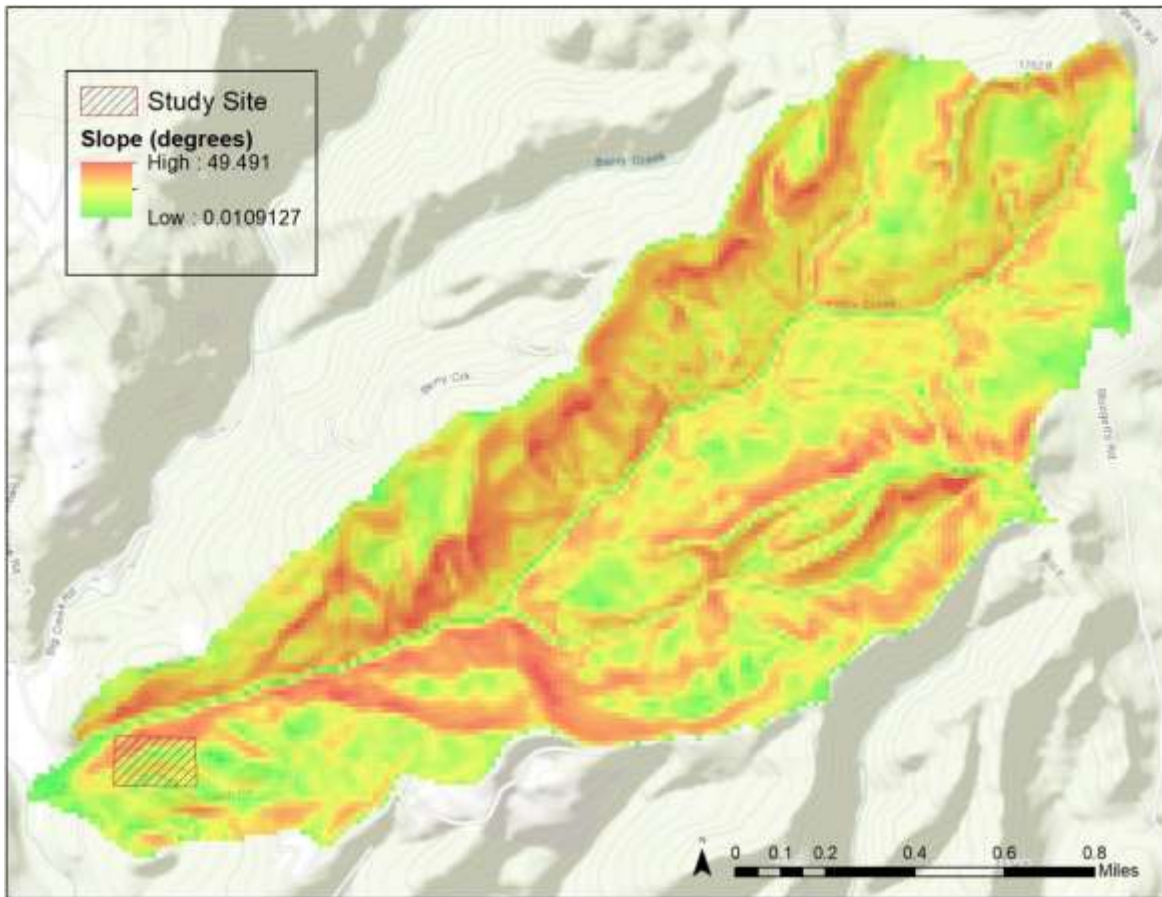 Study Site
Slope (degrees)
High : 49.491
Low : 0.0109127
Berry Creek
Berry Crk
Big Creek Rd
N
0 0.1 0.2 0.4 0.6 0.8
Miles